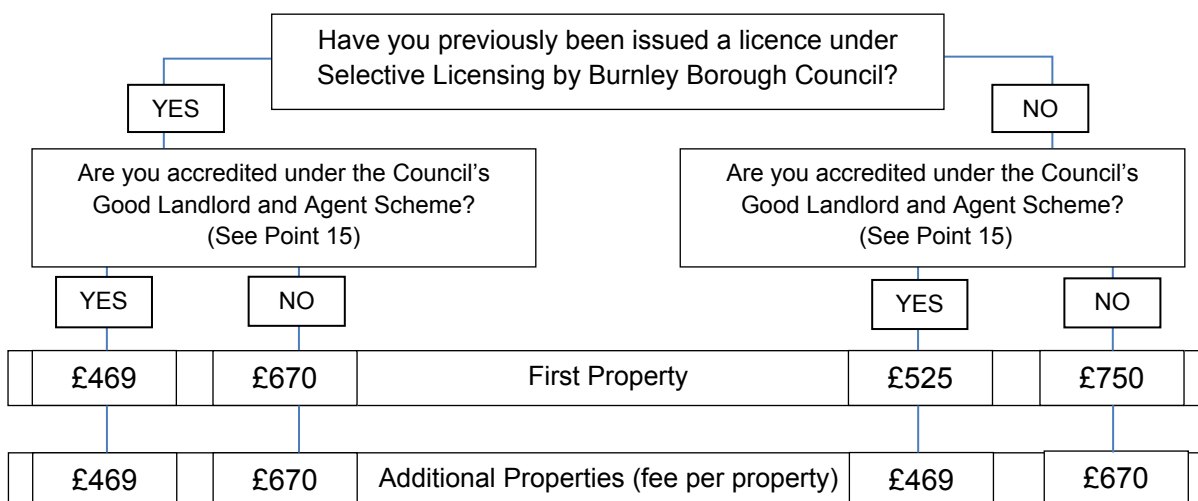 Have you previously been issued a licence under
Selective Licensing by Burnley Borough Council?
YES
NO
Are you accredited under the Council's
Good Landlord and Agent Scheme?
(See Point 15)
Are you accredited under the Council's
Good Landlord and Agent Scheme?
(See Point 15)
YES
NO
YES
NO
£469
£670
First Property
£525
£750
£469
£670
Additional Properties (fee per property)
£469
£670